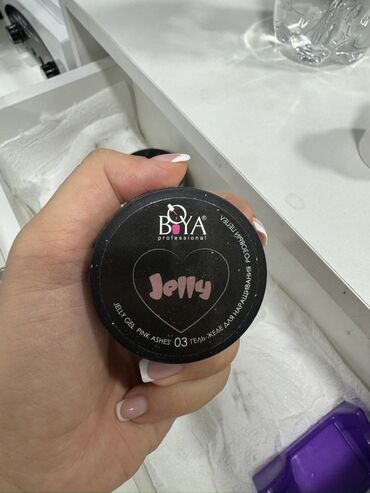 BOYA®
professional
Jelly
JELLY GEL PINK ASHES' 03 ГЕЛЬ-ЖЕЛЕ ДЛЯ НАРАЩИВАНИЯ РОЗОВЫЙ ПЕПЕЛ